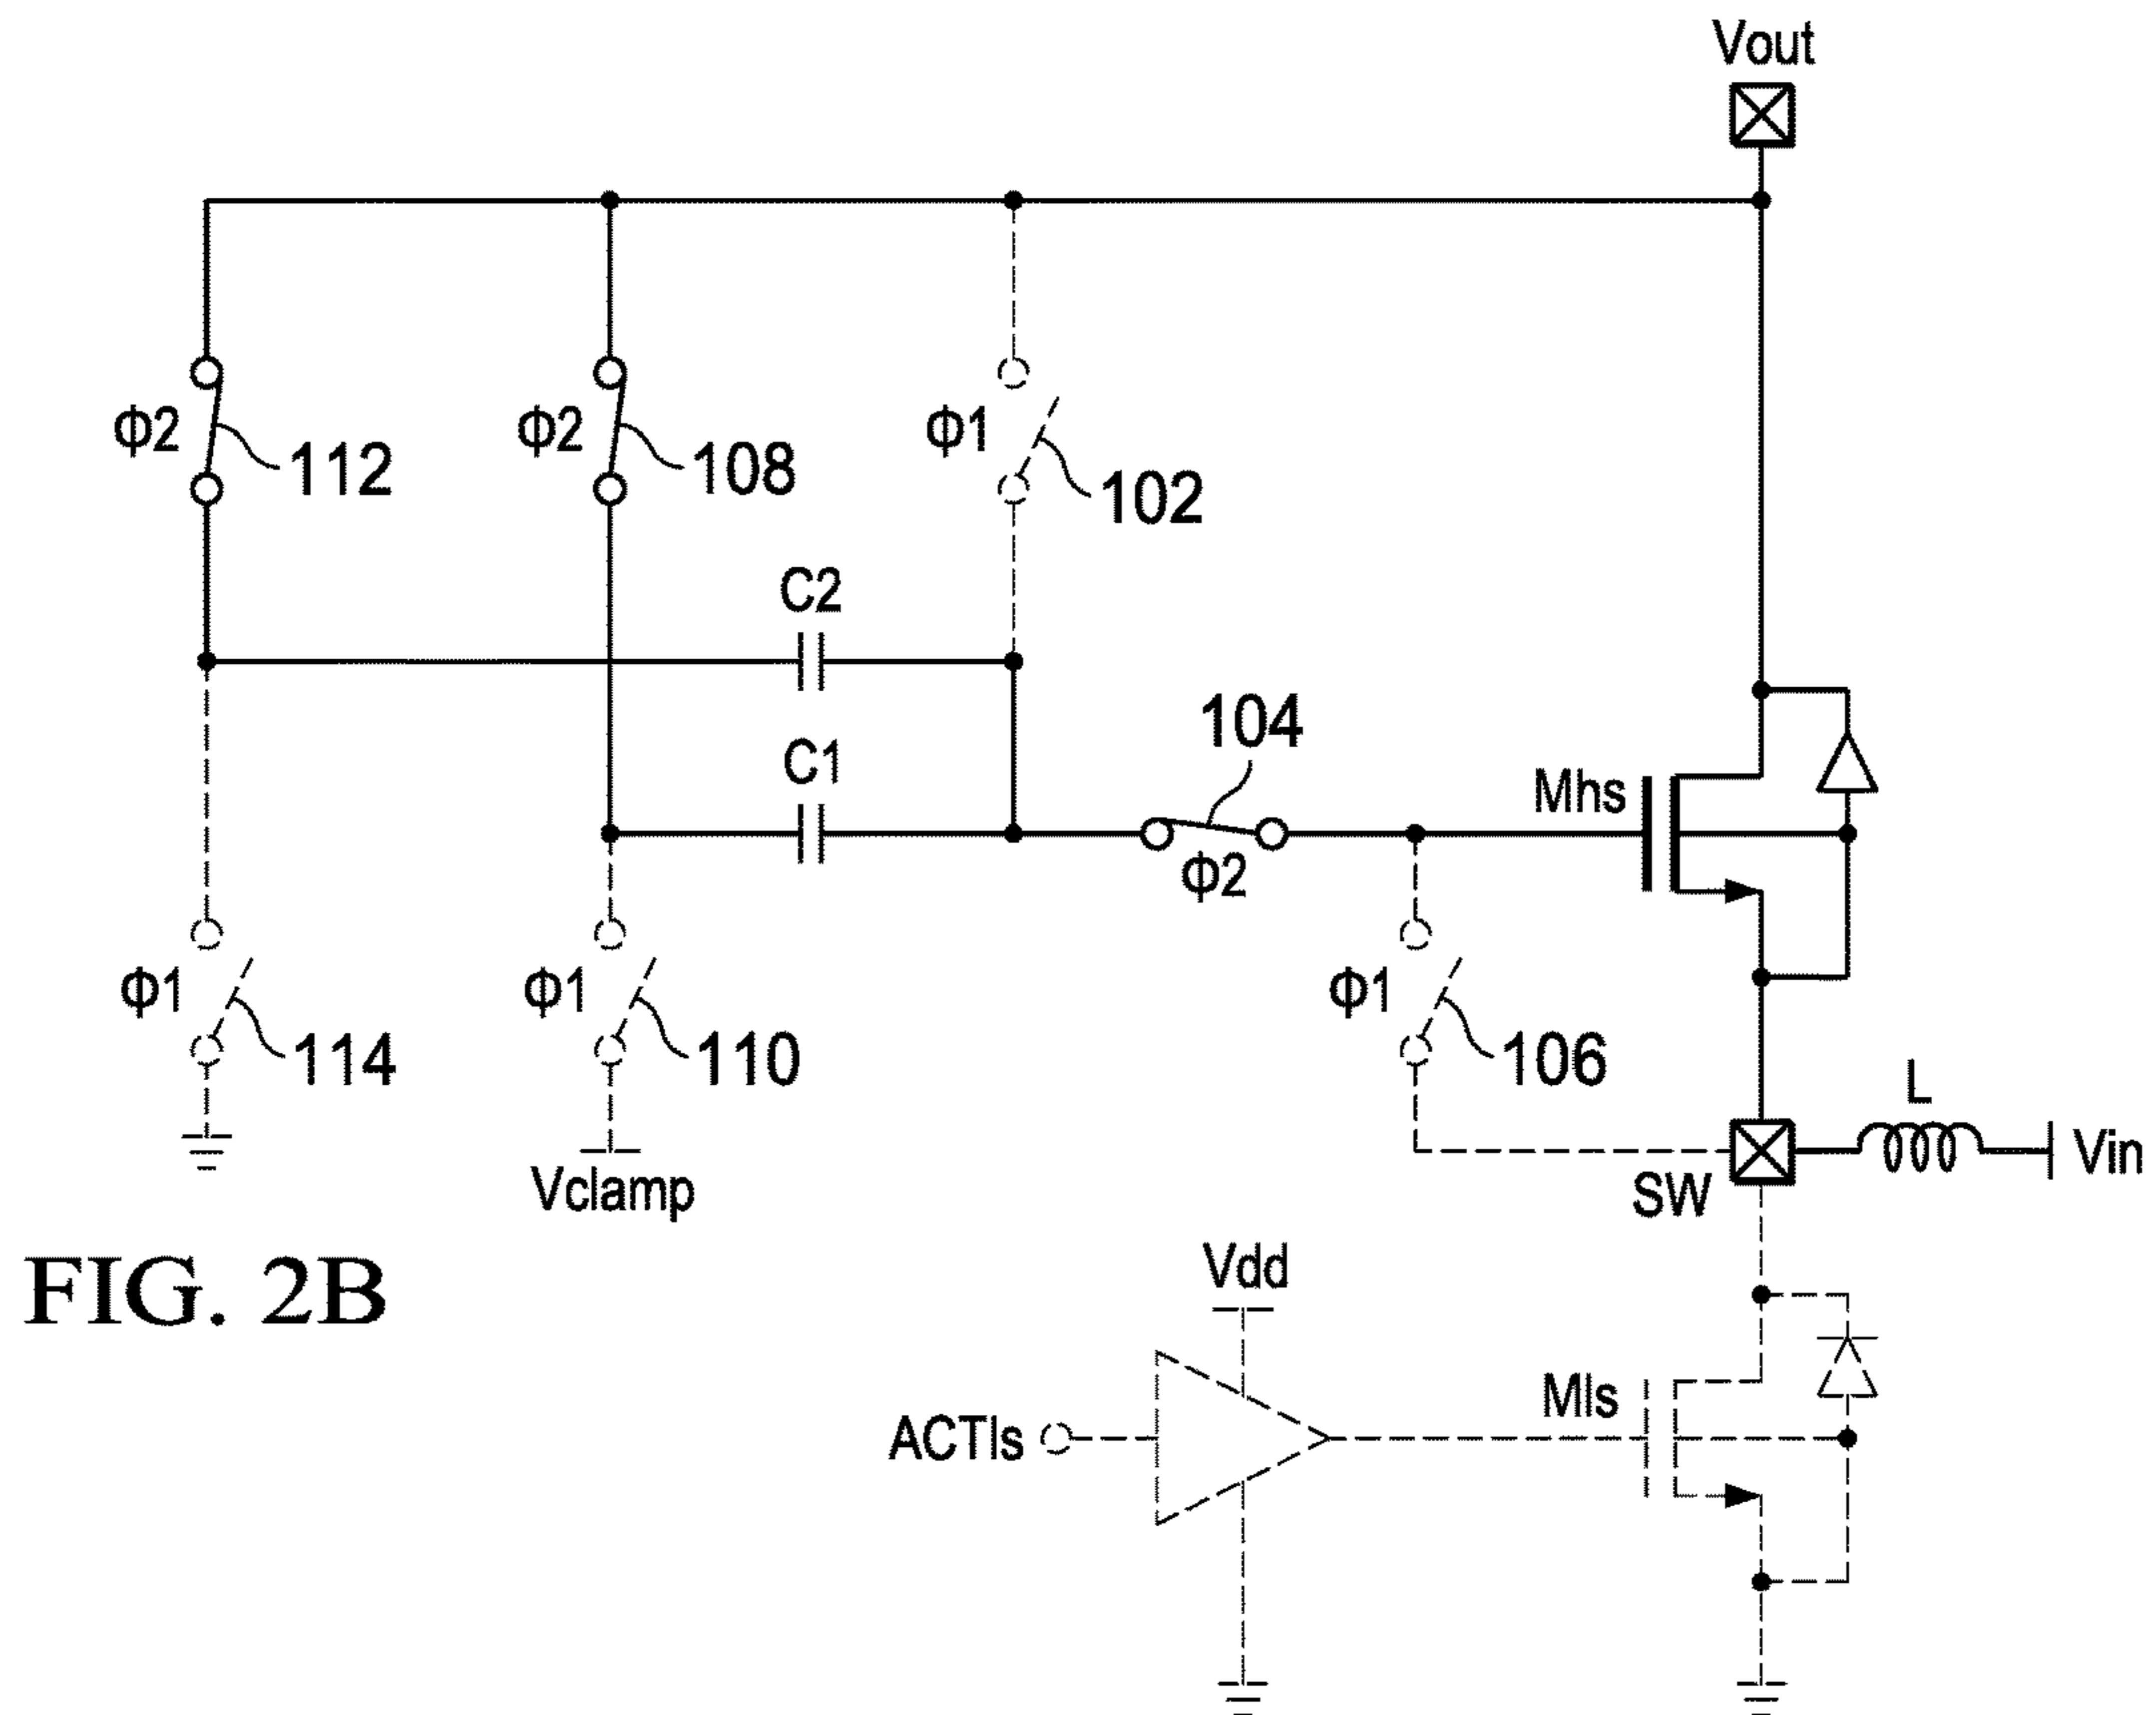 Vout
Φ2
112
Φ2
108
Φ1
102
C2
C1
104
Φ2
Mhs
Φ1
114
Φ1
110
Φ1
106
Vclamp
SW
L
Vin
FIG. 2B
Vdd
ACTls
Mls